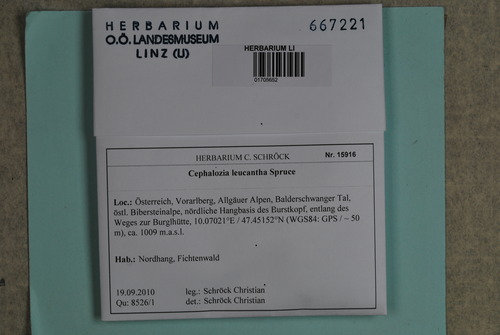 HERBARIUM
O.Ö. LANDESMUSEUM
LINZ (U)
667221
HERBARIUM LI
01705652
HERBARIUM C. SCHRÖCK
Nr. 15916
Cephalozia leucantha Spruce
Loc.: Österreich, Vorarlberg, Allgäuer Alpen, Balderschwanger Tal,
östl. Bibersteinalpe, nördliche Hangbasis des Burstkopf, entlang des
Weges zur Burglhütte, 10.07021°E / 47.45152°N (WGS84: GPS / ~ 50
m), ca. 1009 m.a.s.l.
Hab.: Nordhang, Fichtenwald
19.09.2010
leg.: Schröck Christian
Qu: 8526/1
det.: Schröck Christian